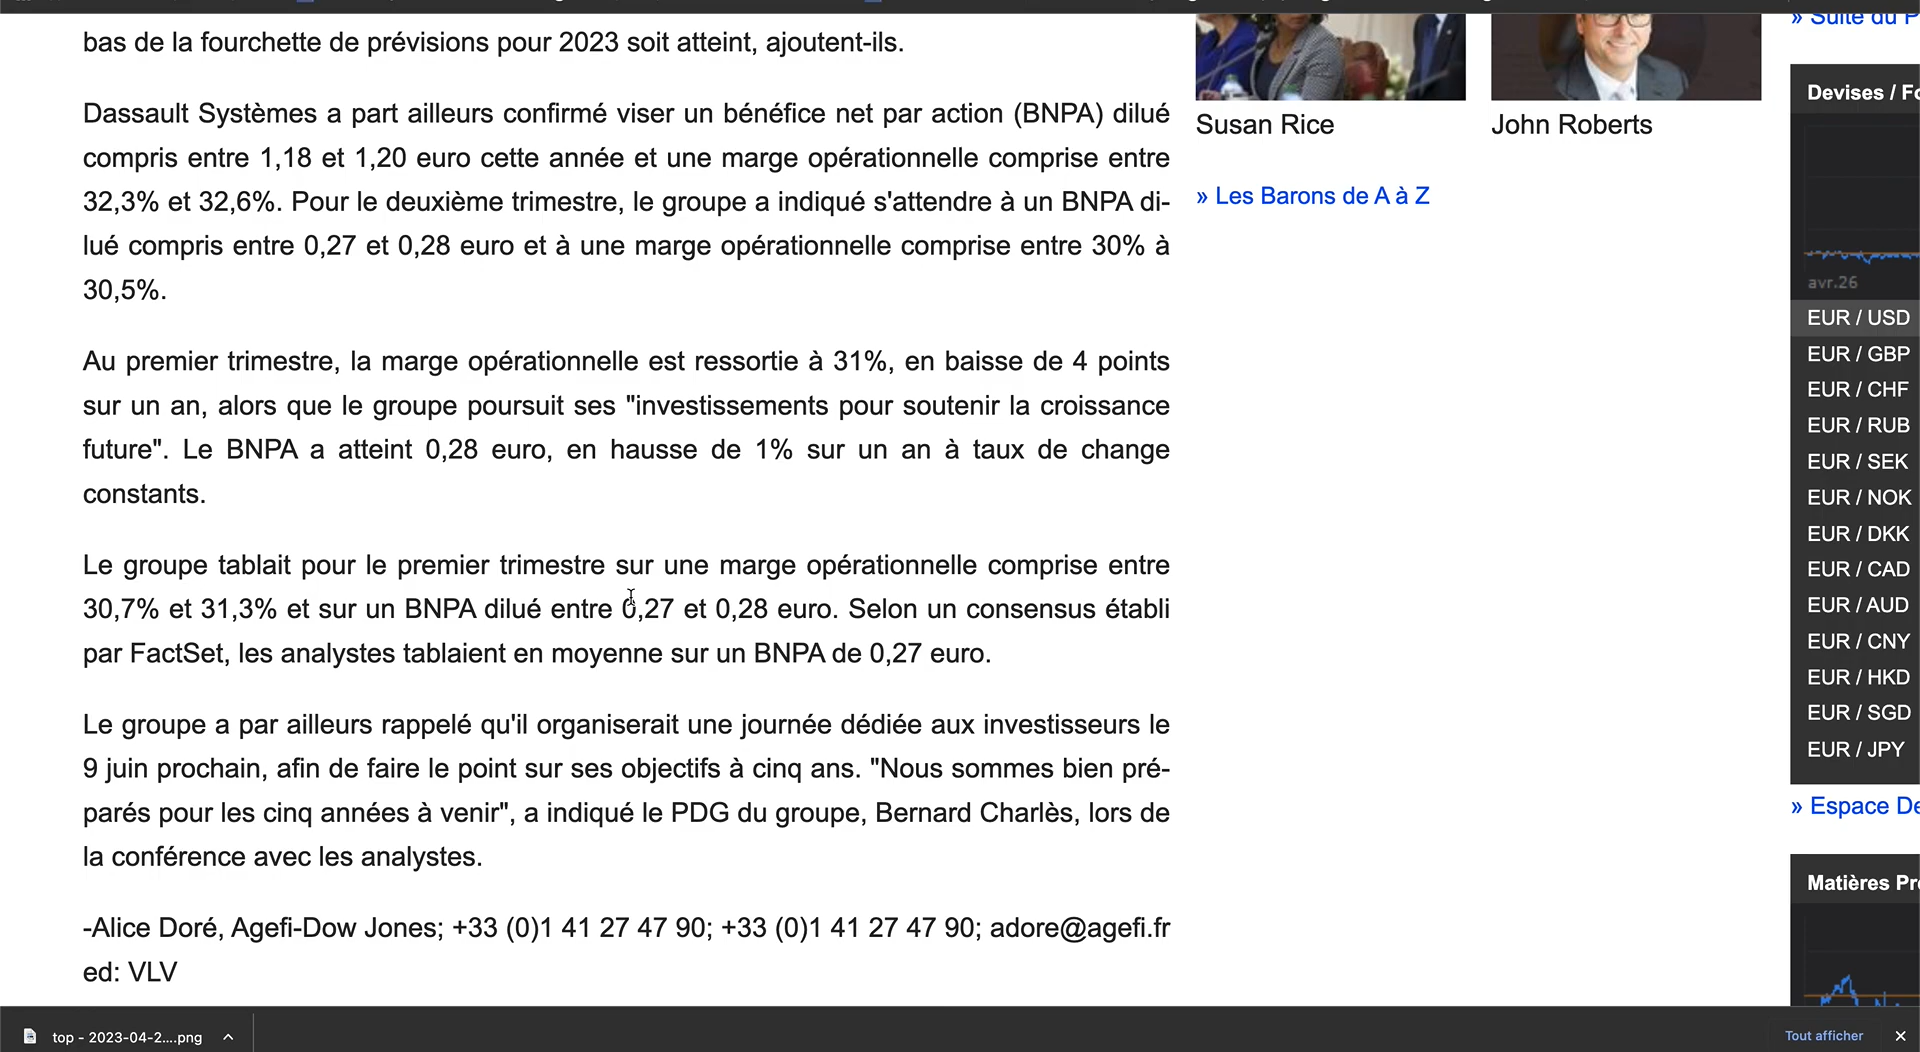 bas de la fourchette de prévisions pour 2023 soit atteint, ajoutent-ils.
Dassault Systèmes a part ailleurs confirmé viser un bénéfice net par action (BNPA) dilué
compris entre 1,18 et 1,20 euro cette année et une marge opérationnelle comprise entre
32,3% et 32,6%. Pour le deuxième trimestre, le groupe a indiqué s'attendre à un BNPA di-
lué compris entre 0,27 et 0,28 euro et à une marge opérationnelle comprise entre 30% à
30,5%.
Au premier trimestre, la marge opérationnelle est ressortie à 31%, en baisse de 4 points
sur un an, alors que le groupe poursuit ses "investissements pour soutenir la croissance
future". Le BNPA a atteint 0,28 euro, en hausse de 1% sur un an à taux de change
constants.
Le groupe tablait pour le premier trimestre sur une marge opérationnelle comprise entre
30,7% et 31,3% et sur un BNPA dilué entre 0,27 et 0,28 euro. Selon un consensus établi
par FactSet, les analystes tablaient en moyenne sur un BNPA de 0,27 euro.
Le groupe a par ailleurs rappelé qu'il organiserait une journée dédiée aux investisseurs le
9 juin prochain, afin de faire le point sur ses objectifs à cinq ans. "Nous sommes bien pré-
parés pour les cinq années à venir", a indiqué le PDG du groupe, Bernard Charlès, lors de
la conférence avec les analystes.
-Alice Doré, Agefi-Dow Jones; +33 (0)1 41 27 47 90; +33 (0)1 41 27 47 90; adore@agefi.fr
ed: VLV
Susan Rice
John Roberts
» Les Barons de A à Z
» Suite du P
Devises / Fo
avr.26
EUR / USD
EUR / GBP
EUR / CHF
EUR / RUB
EUR / SEK
EUR / NOK
EUR / DKK
EUR / CAD
EUR / AUD
EUR / CNY
EUR / HKD
EUR / SGD
EUR / JPY
» Espace De
Matières Pre
top - 2023-04-2....png
Tout afficher